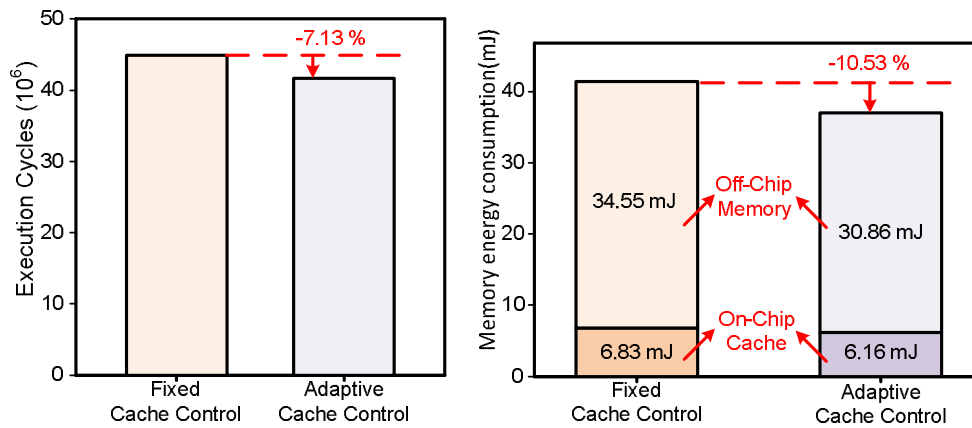 Execution Cycles (10⁶)
50
40
30
20
10
0
-7.13 %
Fixed
Cache Control
Adaptive
Cache Control
Memory energy consumption(mJ)
40
30
20
10
0
-10.53 %
34.55 mJ
Off-Chip
Memory
30.86 mJ
On-Chip
Cache
6.83 mJ
6.16 mJ
Fixed
Cache Control
Adaptive
Cache Control